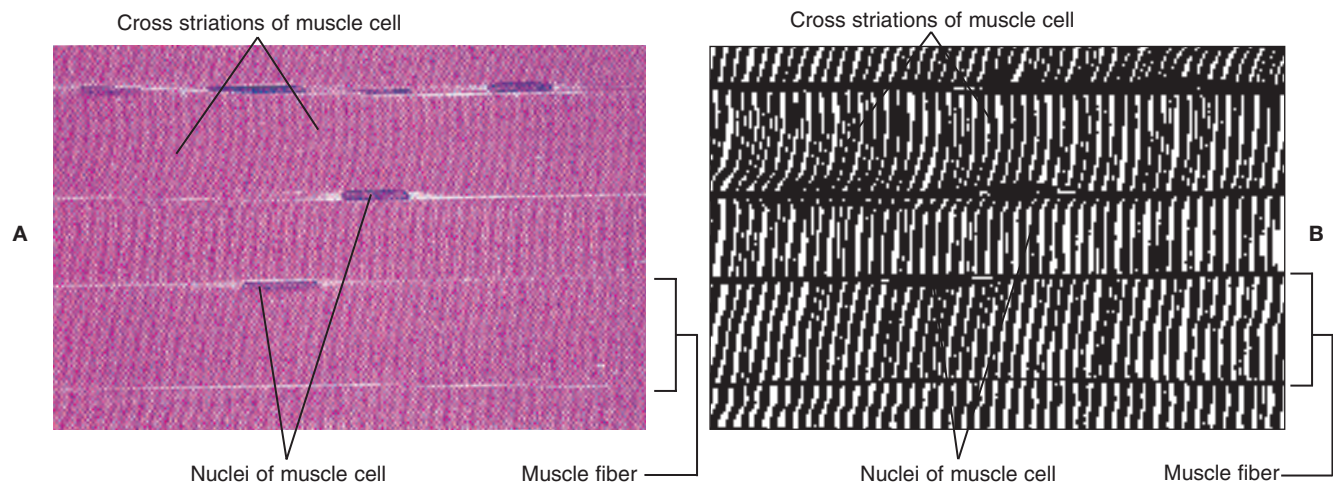 Cross striations of muscle cell
Cross striations of muscle cell
A
B
Nuclei of muscle cell
Muscle fiber
Nuclei of muscle cell
Muscle fiber